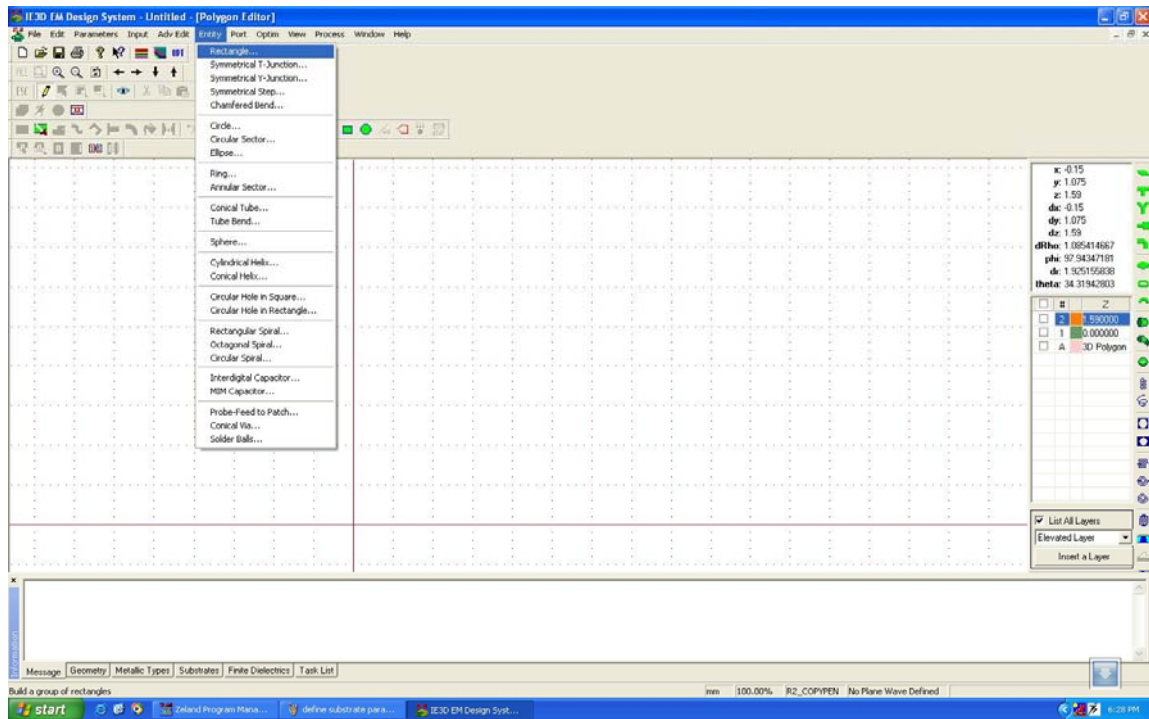 IE3D EM Design System - Untitled - [Polygon Editor]
File Edit Parameters Input Adv Edit Entity Port Optim View Process Window Help
Rectangle...
Symmetrical T-Junction...
Symmetrical Y-Junction...
Symmetrical Step...
Chamfered Bend...
Circle...
Circular Sector...
Ellipse...
Ring...
Annular Sector...
Conical Tube...
Tube Bend...
Sphere...
Cylindrical Helix...
Conical Helix...
Circular Hole in Square...
Circular Hole in Rectangle...
Rectangular Spiral...
Octagonal Spiral...
Circular Spiral...
Interdigital Capacitor...
MIM Capacitor...
Probe-Feed to Patch...
Conical Via...
Solder Balls...
x: -0.15
y: 1.075
z: 1.59
dx: -0.15
dy: 1.075
dz: 1.59
dRho: 1.085414667
phi: 97.94347181
dr: 1.925155838
theta: 34.31942803
# Z
2 1.590000
1 0.000000
A 3D Polygon
List All Layers
Elevated Layer
Insert a Layer
Information
Message Geometry Metallic Types Substrates Finite Dielectrics Task List
Build a group of rectangles
mm 100.00% R2_COPYPEN No Plane Wave Defined
start Zeland Program Mana... define substrate para... IE3D EM Design Syst... 6:28 PM